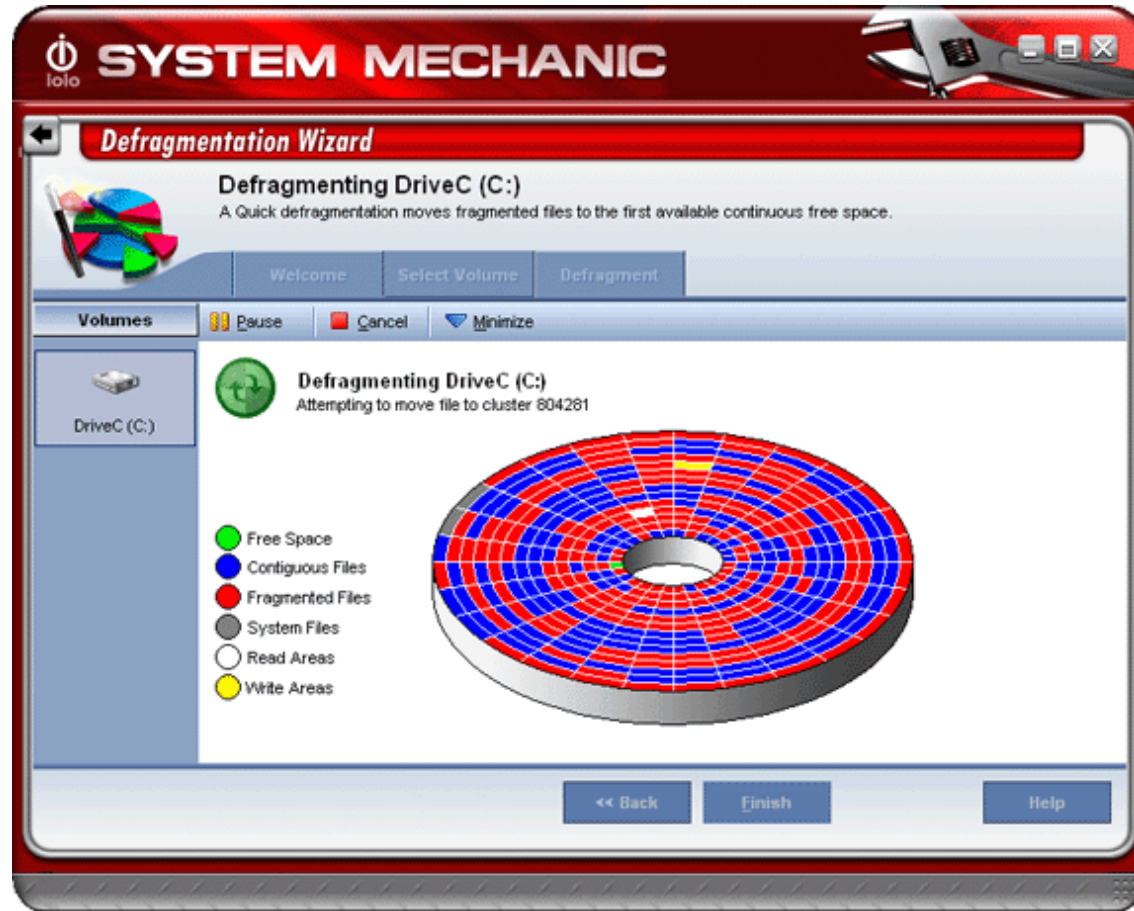 iolo
SYSTEM MECHANIC
Defragmentation Wizard
Defragmenting DriveC (C:)
A Quick defragmentation moves fragmented files to the first available continuous free space.
Welcome Select Volume Defragment
Volumes Pause Cancel Minimize
DriveC (C:)
Defragmenting DriveC (C:)
Attempting to move file to cluster 804281
Free Space
Contiguous Files
Fragmented Files
System Files
Read Areas
Write Areas
<< Back Finish Help